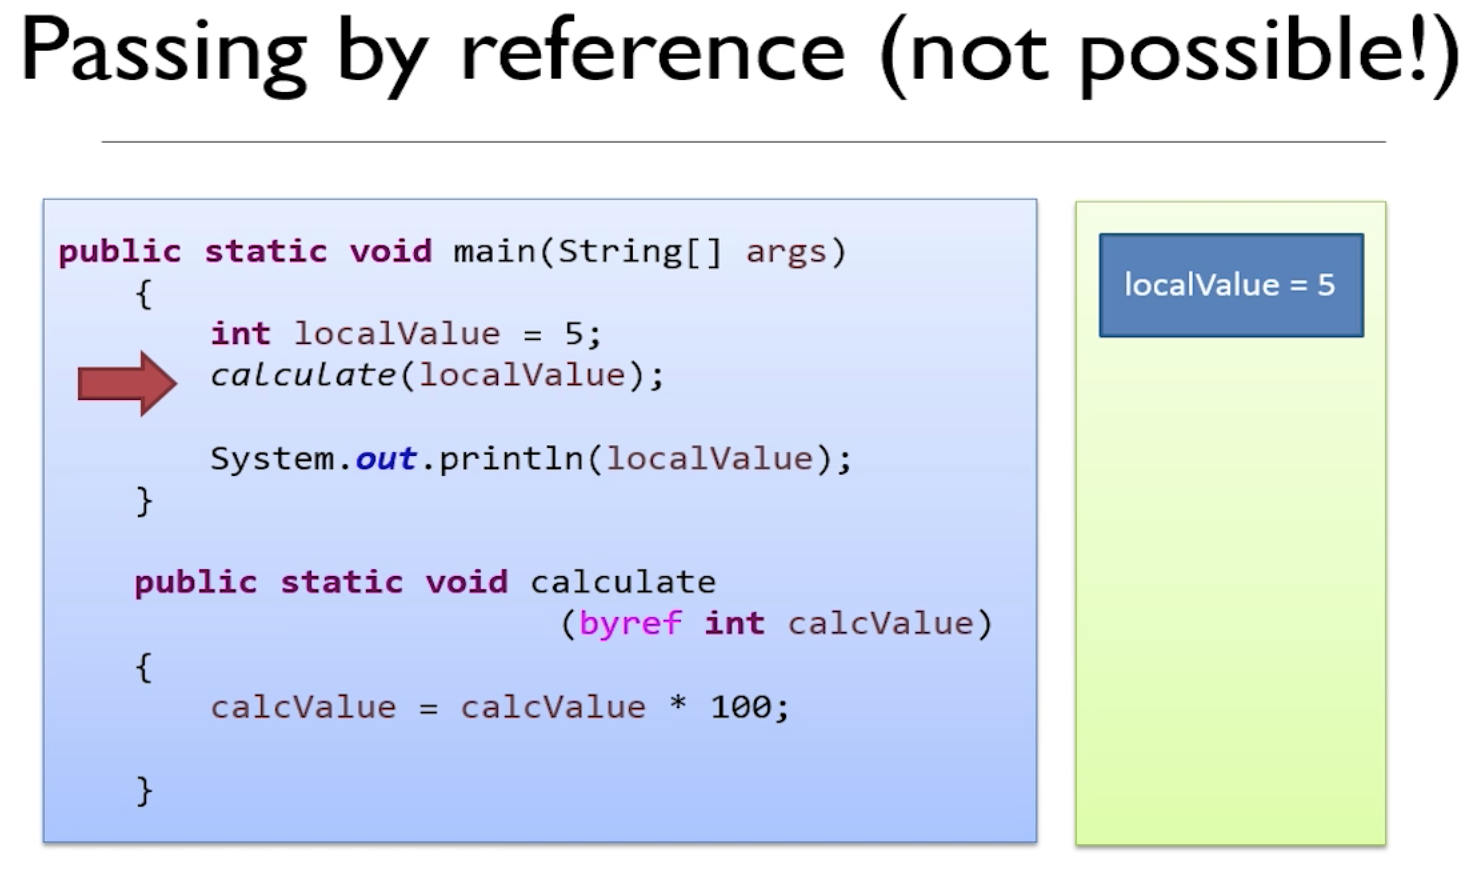 Passing by reference (not possible!)
public static void main(String[] args)
{
int localValue = 5;
calculate(localValue);
System.out.println(localValue);
}
public static void calculate
(byref int calcValue)
{
calcValue = calcValue * 100;
}
localValue = 5